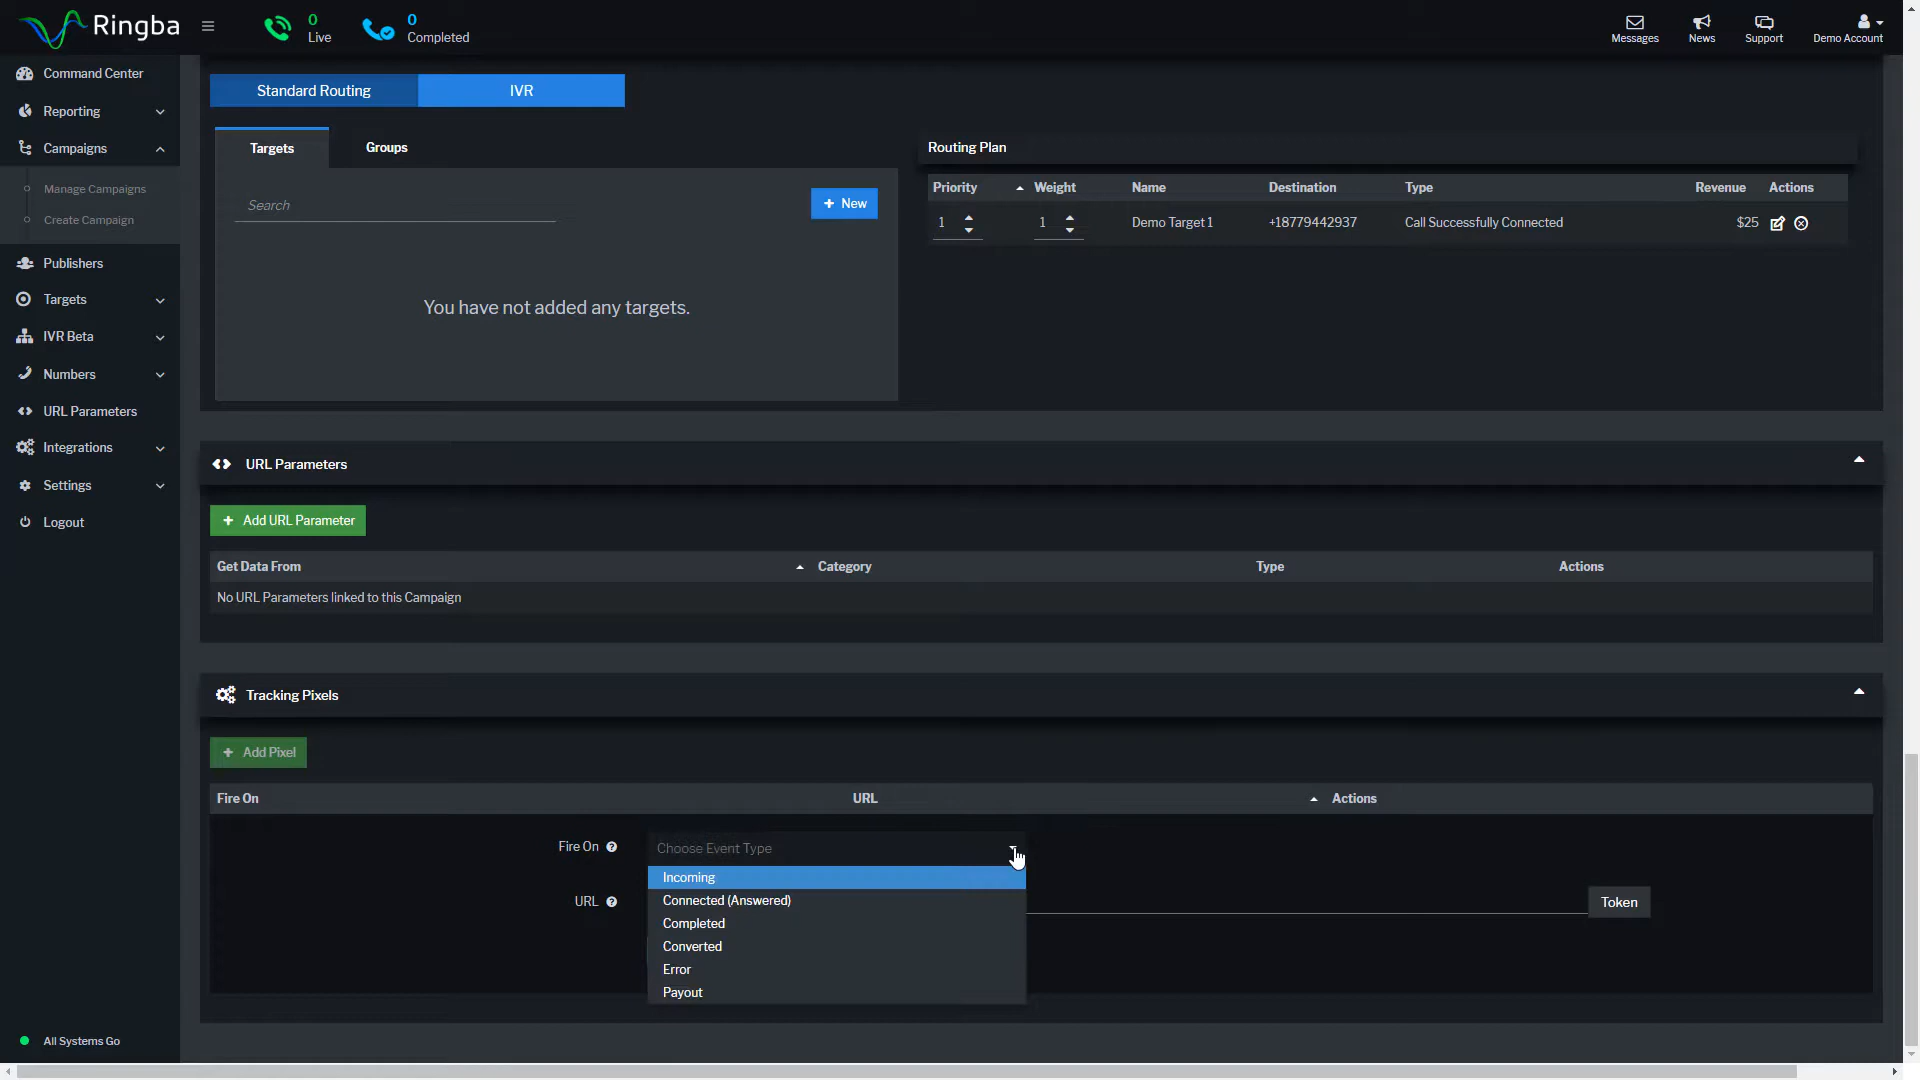 Ringba
0
Live
0
Completed
Messages
News
Support
Demo Account
Command Center
Reporting
Campaigns
Manage Campaigns
Create Campaign
Publishers
Targets
IVR Beta
Numbers
URL Parameters
Integrations
Settings
Logout
All Systems Go
Standard Routing
IVR
Targets
Groups
Search
+ New
You have not added any targets.
Routing Plan
Priority Weight Name Destination Type Revenue Actions
1 1 Demo Target 1 +18779442937 Call Successfully Connected $25
URL Parameters
+ Add URL Parameter
Get Data From Category Type Actions
No URL Parameters linked to this Campaign
Tracking Pixels
+ Add Pixel
Fire On URL Actions
Fire On ? Choose Event Type
Incoming
Connected (Answered)
Completed
Converted
Error
Payout
URL ?
Token